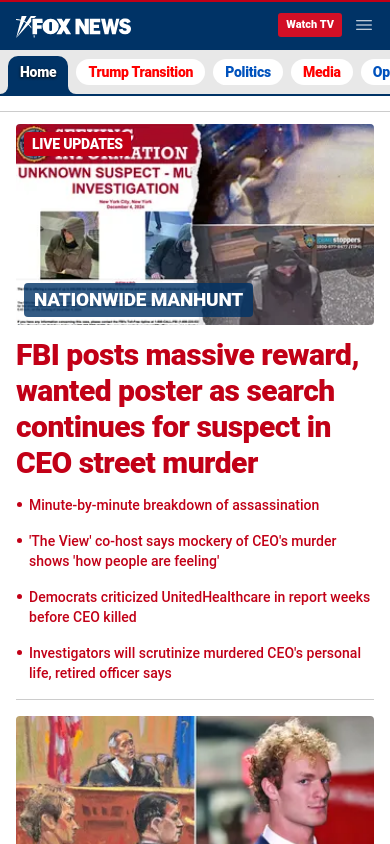 FOX NEWS
Watch TV
Home
Trump Transition
Politics
Media
Op
SEEKING
LIVE UPDATES
INFORMATION
UNKNOWN SUSPECT - MU
INVESTIGATION
New York City, New York
December 4, 2024
crimestoppers
NATIONWIDE MANHUNT
FBI posts massive reward,
wanted poster as search
continues for suspect in
CEO street murder
• Minute-by-minute breakdown of assassination
• 'The View' co-host says mockery of CEO's murder
shows 'how people are feeling'
• Democrats criticized UnitedHealthcare in report weeks
before CEO killed
• Investigators will scrutinize murdered CEO's personal
life, retired officer says